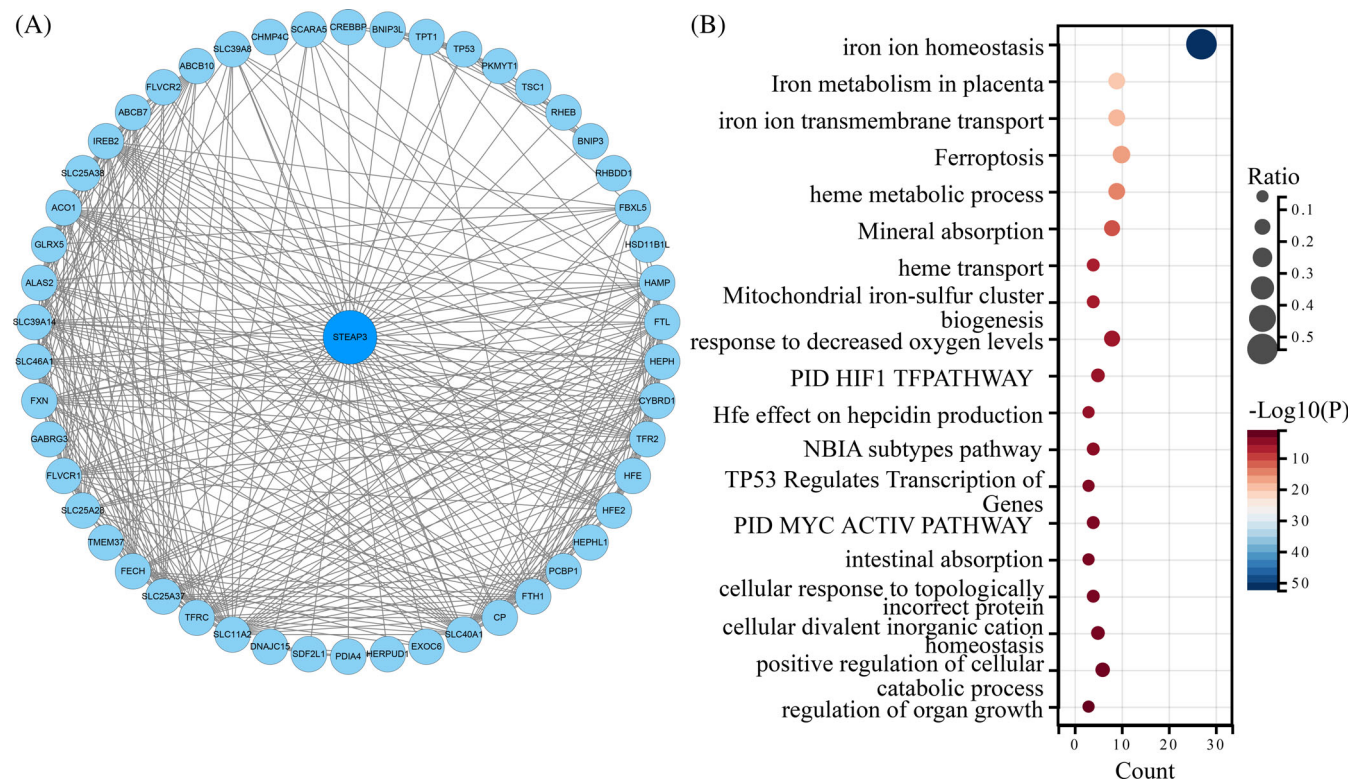 (A)
CREBBP
BNIP3L
TPT1
TP53
PKMYT1
TSC1
RHEB
BNIP3
RHBDD1
FBXL5
HSD11B1L
HAMP
FTL
HEPH
CYBRD1
TFR2
HFE
HFE2
HEPHL1
PCBP1
FTH1
CP
SLC40A1
EXOC6
HERPUD1
PDIA4
SDF2L1
DNAJC15
SLC11A2
TFRC
SLC25A37
FECH
TMEM37
SLC25A28
FLVCR1
GABRG3
FXN
SLC46A1
SLC39A14
ALAS2
GLRX5
ACO1
SLC25A38
IREB2
ABCB7
FLVCR2
ABCB10
SLC39A8
CHMP4C
SCARA5
STEAP3
(B)
iron ion homeostasis
Iron metabolism in placenta
iron ion transmembrane transport
Ferroptosis
heme metabolic process
Mineral absorption
heme transport
Mitochondrial iron-sulfur cluster
biogenesis
response to decreased oxygen levels
PID HIF1 TFPATHWAY
Hfe effect on hepcidin production
NBIA subtypes pathway
TP53 Regulates Transcription of
Genes
PID MYC ACTIV PATHWAY
intestinal absorption
cellular response to topologically
incorrect protein
cellular divalent inorganic cation
homeostasis
positive regulation of cellular
catabolic process
regulation of organ growth
0 10 20 30
Count
Ratio
0.1
0.2
0.3
0.4
0.5
-Log10(P)
10
20
30
40
50